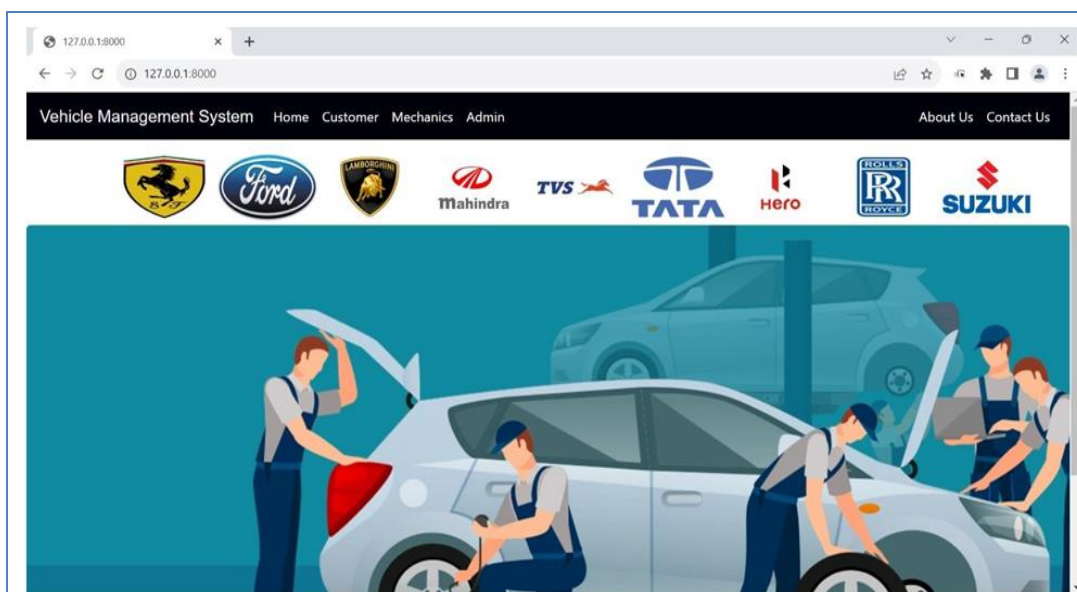 127.0.0.1:8000
127.0.0.1:8000
Vehicle Management System Home Customer Mechanics Admin About Us Contact Us
SF
Ford
LAMBORGHINI
mahindra
TVS
TATA
Hero
ROLLS
RR
ROYCE
SUZUKI